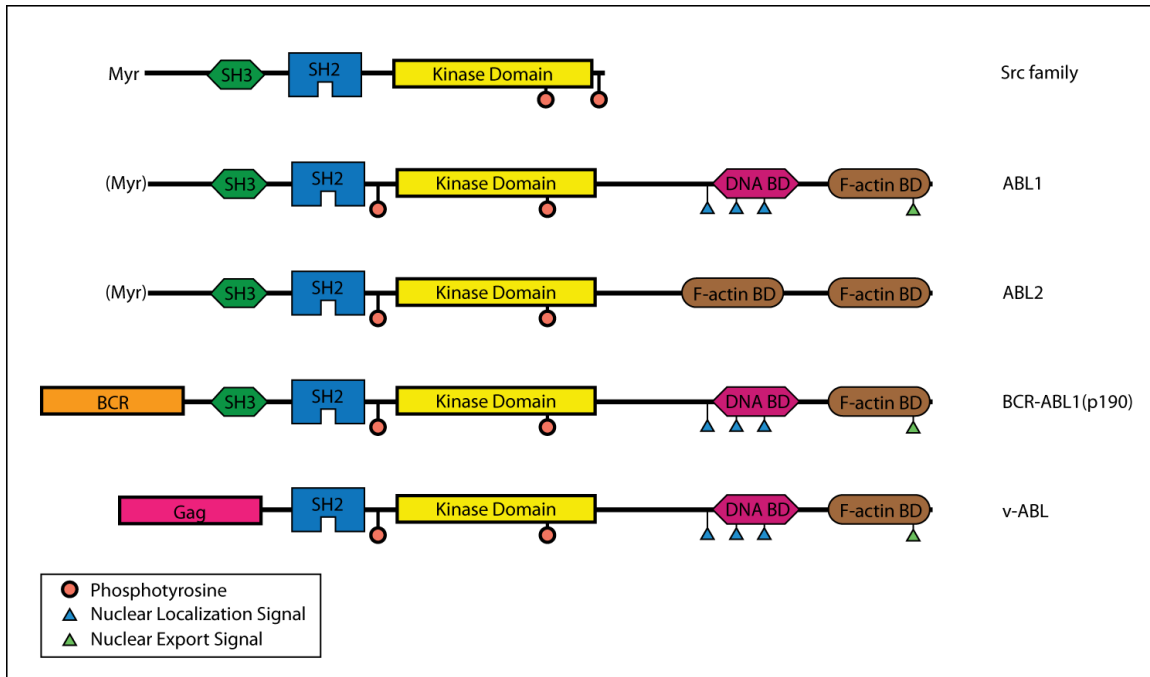 Myr SH3 SH2 Kinase Domain Src family
(Myr) SH3 SH2 Kinase Domain DNA BD F-actin BD ABL1
(Myr) SH3 SH2 Kinase Domain F-actin BD F-actin BD ABL2
BCR SH3 SH2 Kinase Domain DNA BD F-actin BD BCR-ABL1(p190)
Gag SH2 Kinase Domain DNA BD F-actin BD v-ABL
Phosphotyrosine
Nuclear Localization Signal
Nuclear Export Signal